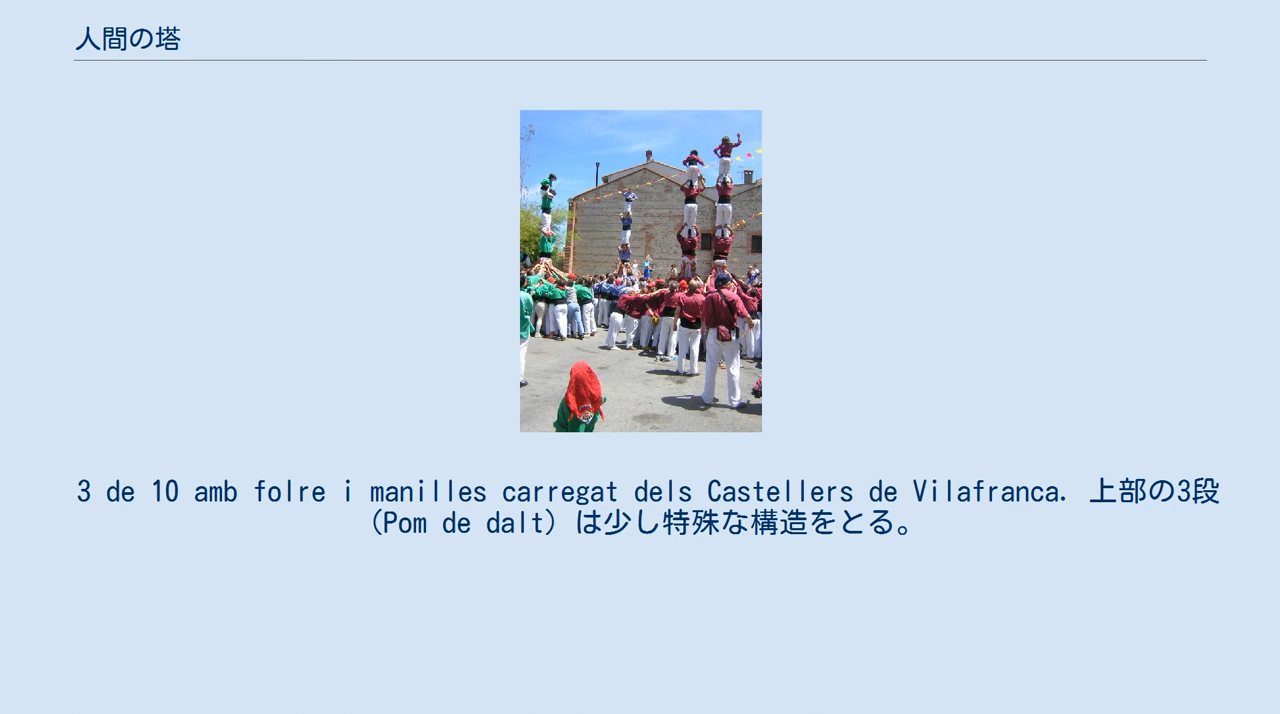 人間の塔
3 de 10 amb folre i manilles carregat dels Castellers de Vilafranca. 上部の3段
(Pom de dalt) は少し特殊な構造をとる。